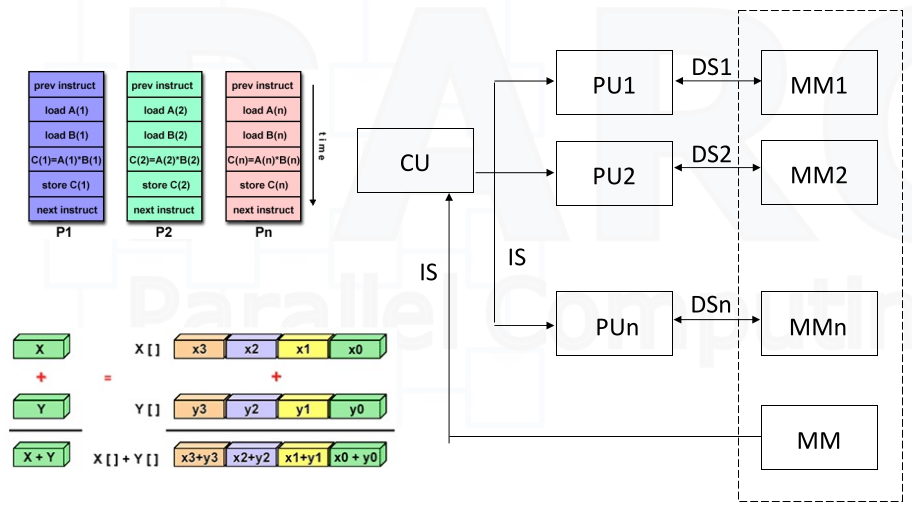 prev instruct
load A(1)
load B(1)
C(1)=A(1)*B(1)
store C(1)
next instruct
P1
prev instruct
load A(2)
load B(2)
C(2)=A(2)*B(2)
store C(2)
next instruct
P2
prev instruct
load A(n)
load B(n)
C(n)=A(n)*B(n)
store C(n)
next instruct
Pn
time
CU
IS
IS
PU1
DS1
MM1
PU2
DS2
MM2
PUn
DSn
MMn
MM
X
+
Y
X + Y
=
X [ ] x3 x2 x1 x0
+
Y [ ] y3 y2 y1 y0
X [ ] + Y [ ] x3+y3 x2+y2 x1+y1 x0 + y0
PARC
Parallel Computin